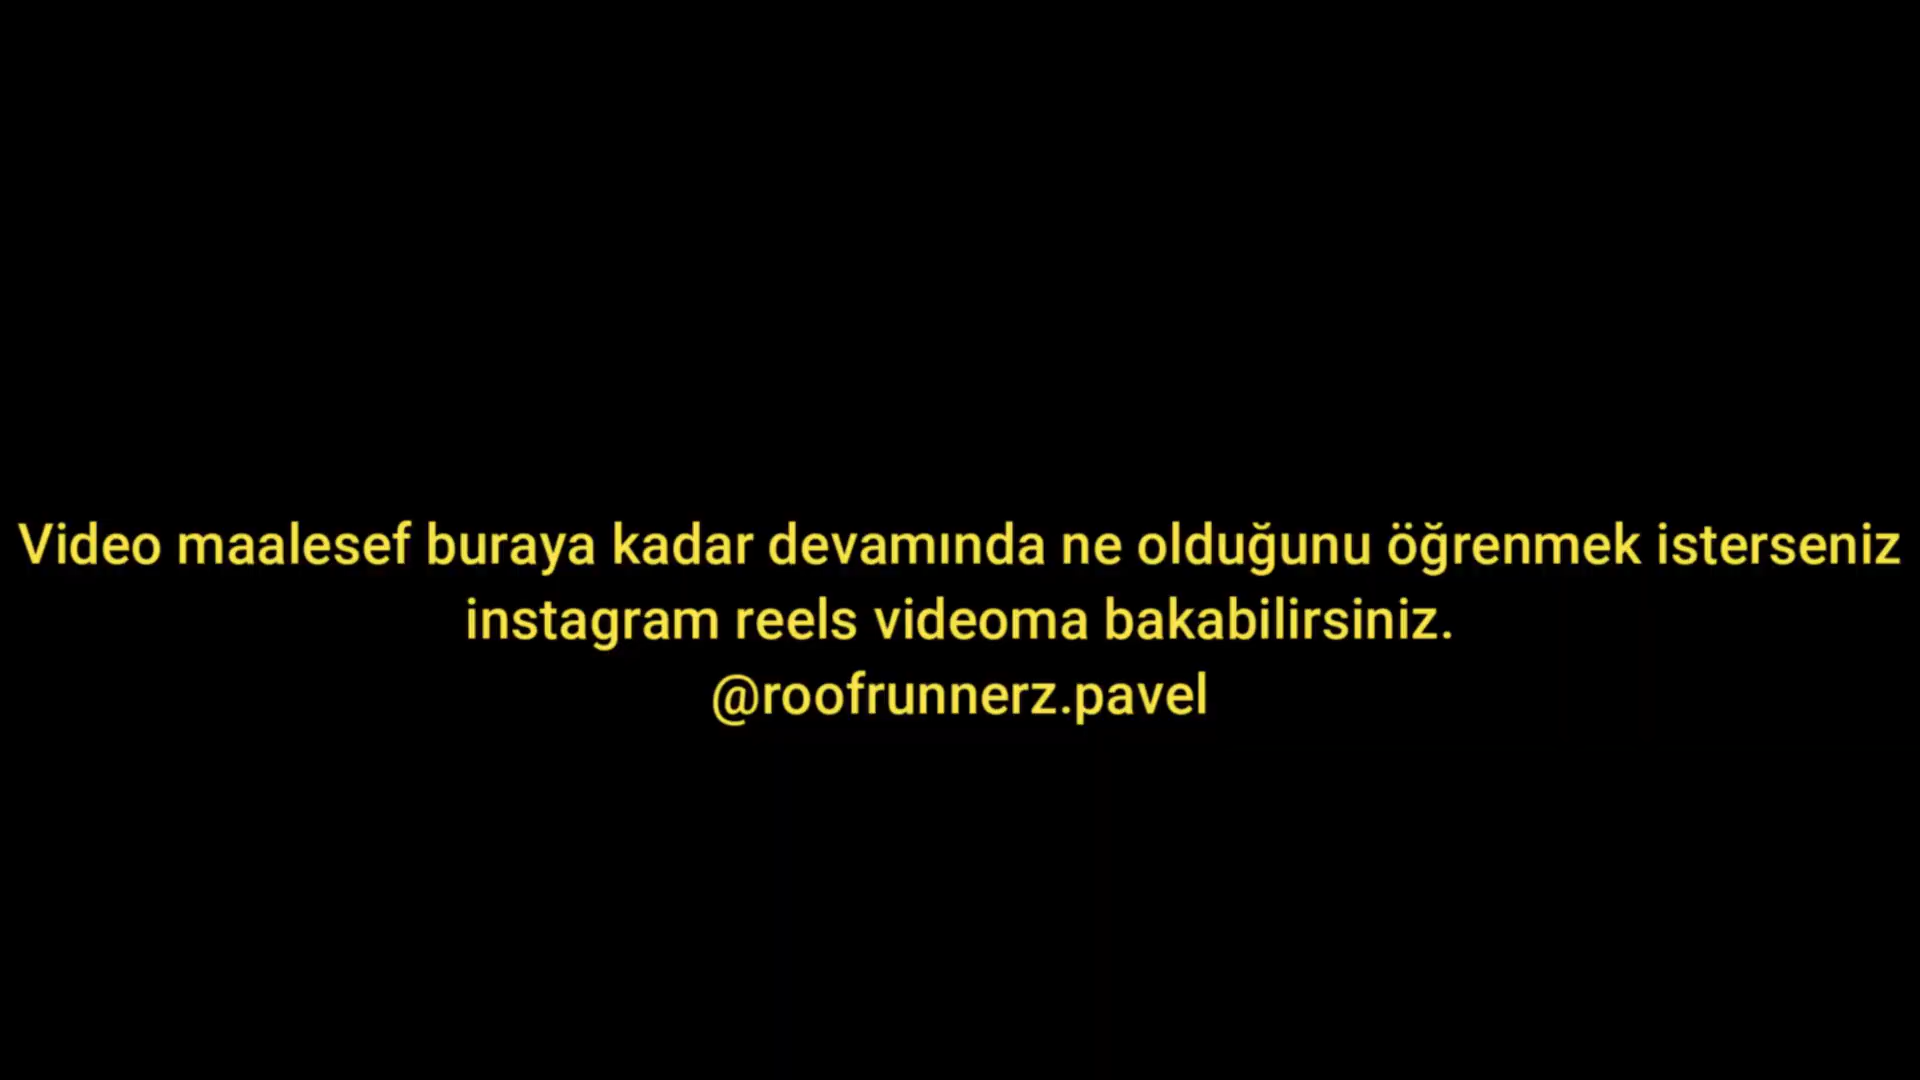 Video maalesef buraya kadar devamında ne olduğunu öğrenmek isterseniz
instagram reels videoma bakabilirsiniz.
@roofrunnerz.pavel